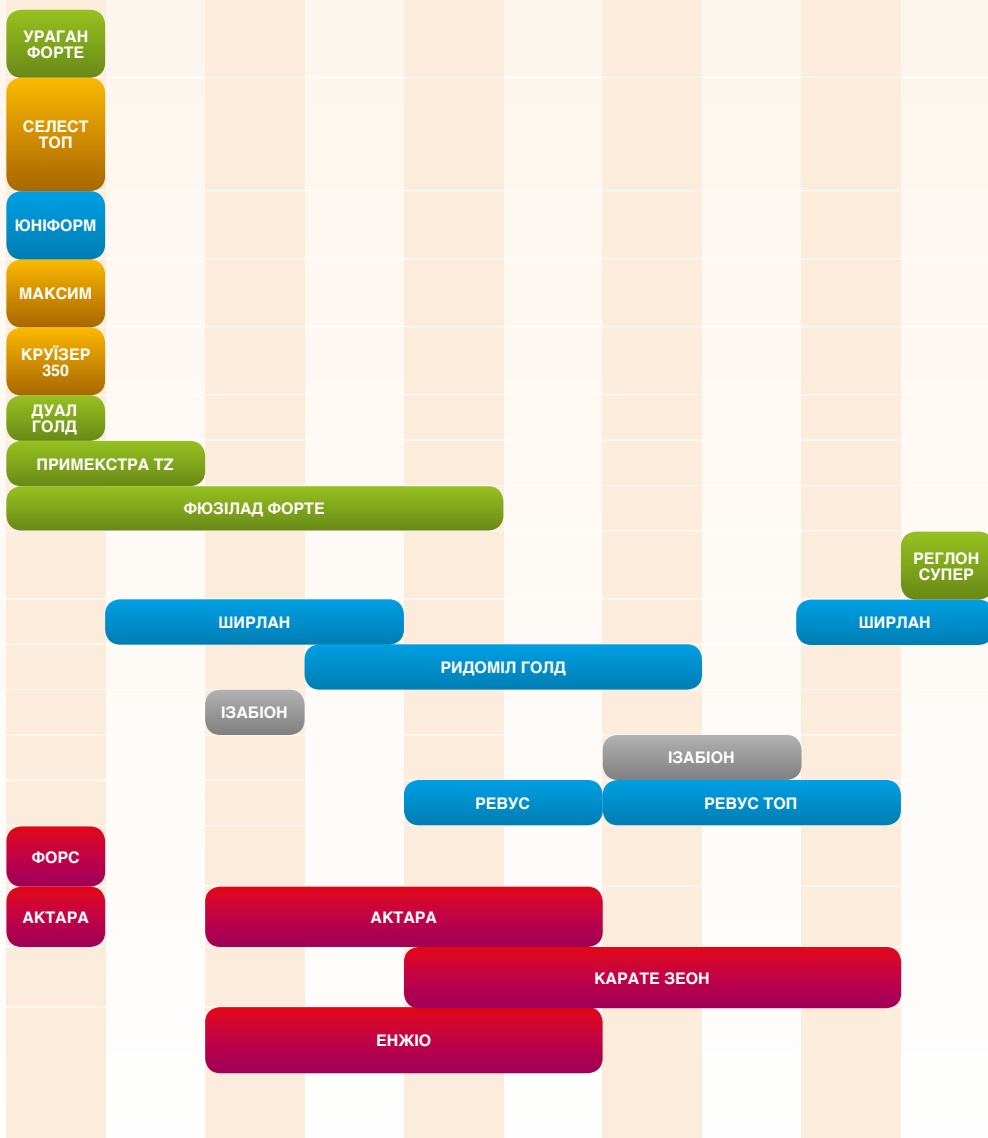 УРАГАН
ФОРТЕ
СЕЛЕСТ
ТОП
ЮНІФОРМ
МАКСИМ
КРУЇЗЕР
350
ДУАЛ
ГОЛД
ПРИМЕКСТРА TZ
ФЮЗІЛАД ФОРТЕ
РЕГЛОН
СУПЕР
ШИРЛАН
ШИРЛАН
РИДОМІЛ ГОЛД
ІЗАБІОН
ІЗАБІОН
РЕВУС
РЕВУС ТОП
ФОРС
АКТАРА
АКТАРА
КАРАТЕ ЗЕОН
ЕНЖІО